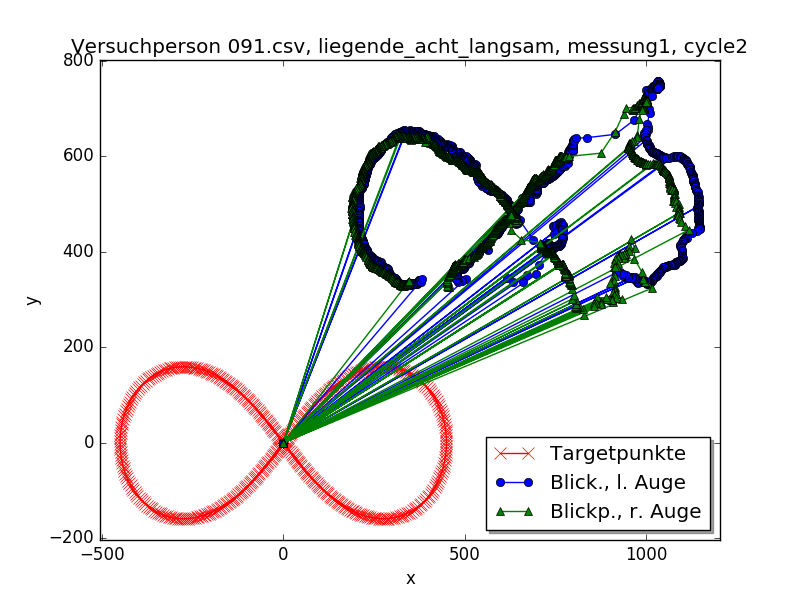 Versuchperson 091.csv, liegende_acht_langsam, messung1, cycle2
800
600
400
200
0
−200
y
−500
0
500
1000
x
Targetpunkte
Blick., l. Auge
Blickp., r. Auge